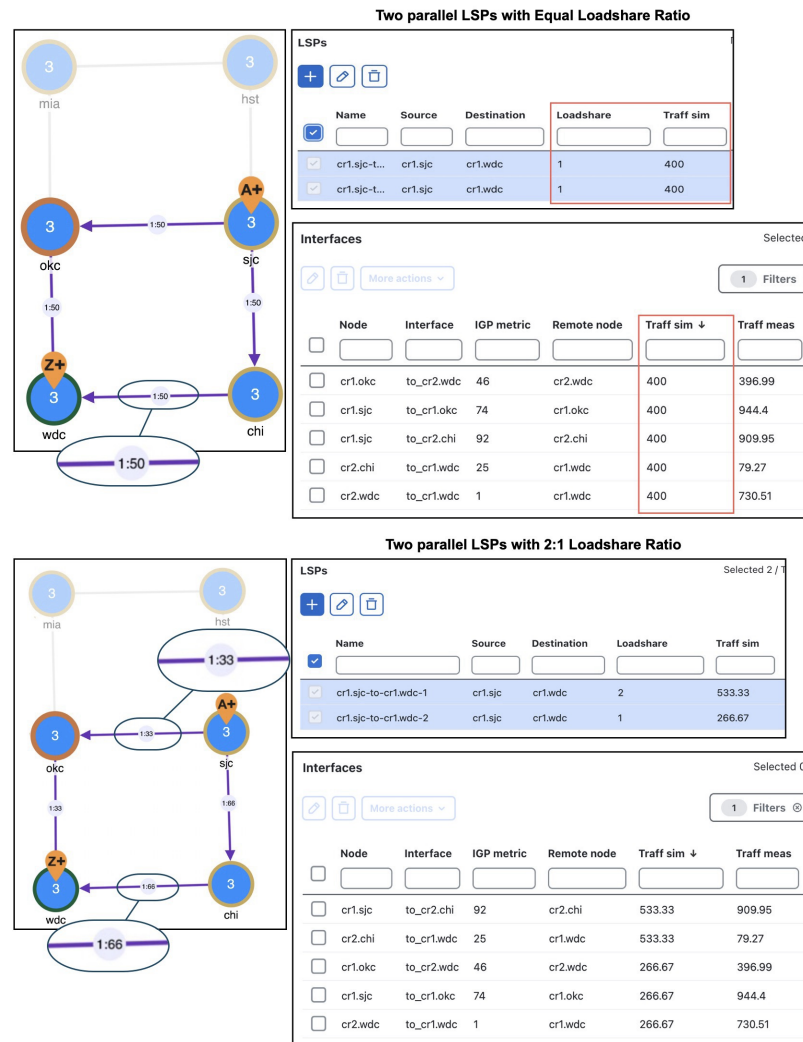 Two parallel LSPs with Equal Loadshare Ratio
3
3
mia
hst
A+
3
3
1:50
okc
sjc
1:50
1:50
Z+
3
3
1:50
wdc
chi
1:50
LSPs
Name Source Destination Loadshare Traff sim
cr1.sjc-t... cr1.sjc cr1.wdc 1 400
cr1.sjc-t... cr1.sjc cr1.wdc 1 400
Interfaces Selected
More actions 1 Filters
Node Interface IGP metric Remote node Traff sim ↓ Traff meas
cr1.okc to_cr2.wdc 46 cr2.wdc 400 396.99
cr1.sjc to_cr1.okc 74 cr1.okc 400 944.4
cr1.sjc to_cr2.chi 92 cr2.chi 400 909.95
cr2.chi to_cr1.wdc 25 cr1.wdc 400 79.27
cr2.wdc to_cr1.wdc 1 cr1.wdc 400 730.51
Two parallel LSPs with 2:1 Loadshare Ratio
3
3
mia
hst
1:33
A+
3
3
1:33
okc
sjc
1:33
1:66
Z+
3
3
1:66
wdc
chi
1:66
LSPs Selected 2 / T
Name Source Destination Loadshare Traff sim
cr1.sjc-to-cr1.wdc-1 cr1.sjc cr1.wdc 2 533.33
cr1.sjc-to-cr1.wdc-2 cr1.sjc cr1.wdc 1 266.67
Interfaces Selected 0
More actions 1 Filters
Node Interface IGP metric Remote node Traff sim ↓ Traff meas
cr1.sjc to_cr2.chi 92 cr2.chi 533.33 909.95
cr2.chi to_cr1.wdc 25 cr1.wdc 533.33 79.27
cr1.okc to_cr2.wdc 46 cr2.wdc 266.67 396.99
cr1.sjc to_cr1.okc 74 cr1.okc 266.67 944.4
cr2.wdc to_cr1.wdc 1 cr1.wdc 266.67 730.51